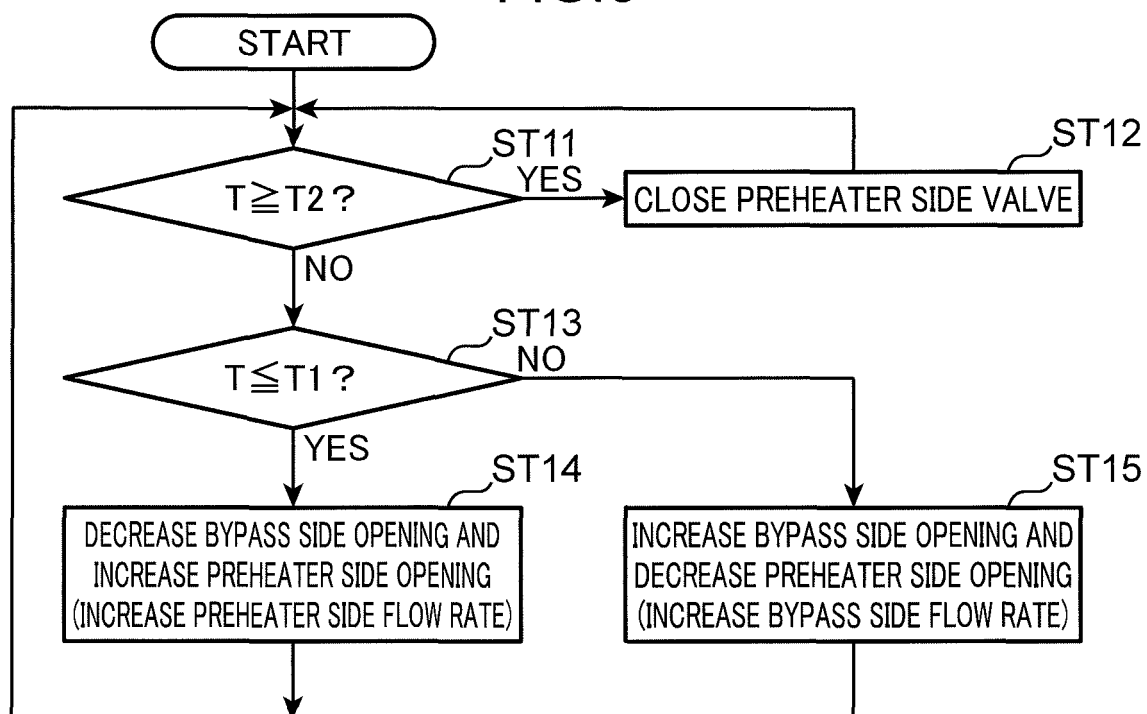 START
ST11
T≧T2?
YES
ST12
CLOSE PREHEATER SIDE VALVE
NO
ST13
T≦T1?
NO
YES
ST14
DECREASE BYPASS SIDE OPENING AND
INCREASE PREHEATER SIDE OPENING
(INCREASE PREHEATER SIDE FLOW RATE)
ST15
INCREASE BYPASS SIDE OPENING AND
DECREASE PREHEATER SIDE OPENING
(INCREASE BYPASS SIDE FLOW RATE)